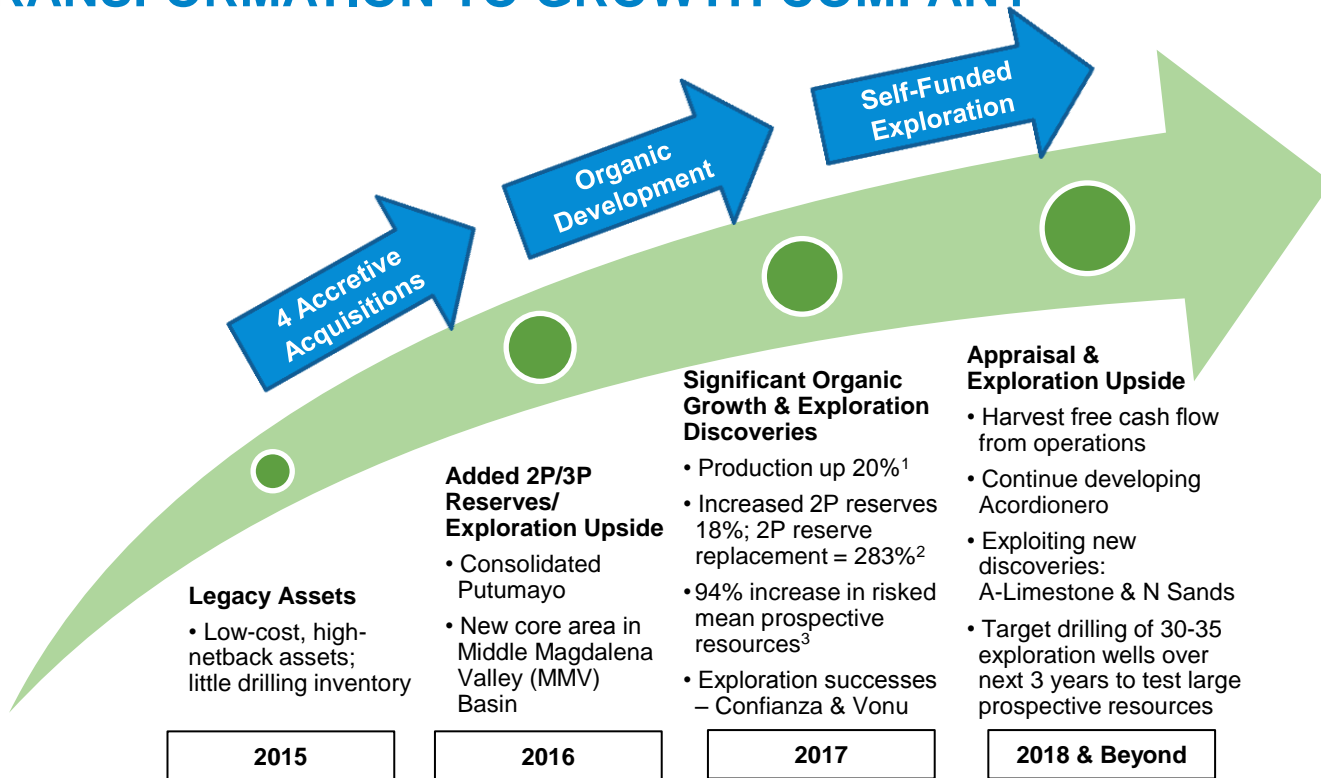 RANSFORMATION TO GROWTH COMPANY
4 Accretive
Acquisitions
Organic
Development
Self-Funded
Exploration
Legacy Assets
• Low-cost, high-
netback assets;
little drilling inventory
2015
Added 2P/3P
Reserves/
Exploration Upside
• Consolidated
Putumayo
• New core area in
Middle Magdalena
Valley (MMV)
Basin
2016
Significant Organic
Growth & Exploration
Discoveries
• Production up 20%¹
• Increased 2P reserves
18%; 2P reserve
replacement = 283%²
• 94% increase in risked
mean prospective
resources³
• Exploration successes
– Confianza & Vonu
2017
Appraisal &
Exploration Upside
• Harvest free cash flow
from operations
• Continue developing
Acordionero
• Exploiting new
discoveries:
A-Limestone & N Sands
• Target drilling of 30-35
exploration wells over
next 3 years to test large
prospective resources
2018 & Beyond